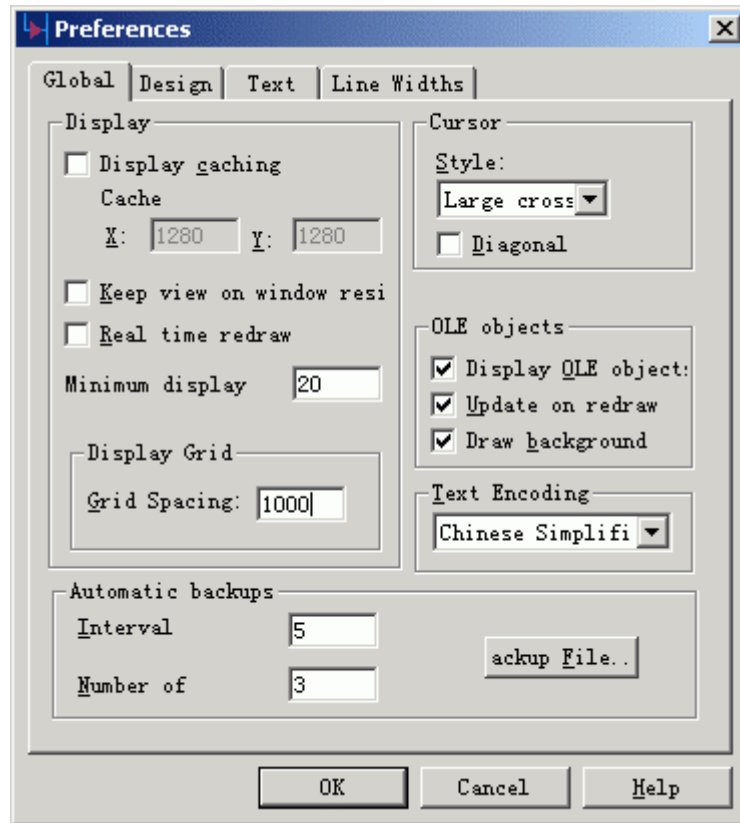 Preferences
Global Design Text Line Widths
Display
Display caching
Cache
X: 1280 Y: 1280
Keep view on window resi
Real time redraw
Minimum display 20
Display Grid
Grid Spacing: 1000
Cursor
Style:
Large cross
Diagonal
OLE objects
Display OLE object:
Update on redraw
Draw background
Text Encoding
Chinese Simplifi
Automatic backups
Interval 5
Number of 3
ackup File..
OK Cancel Help